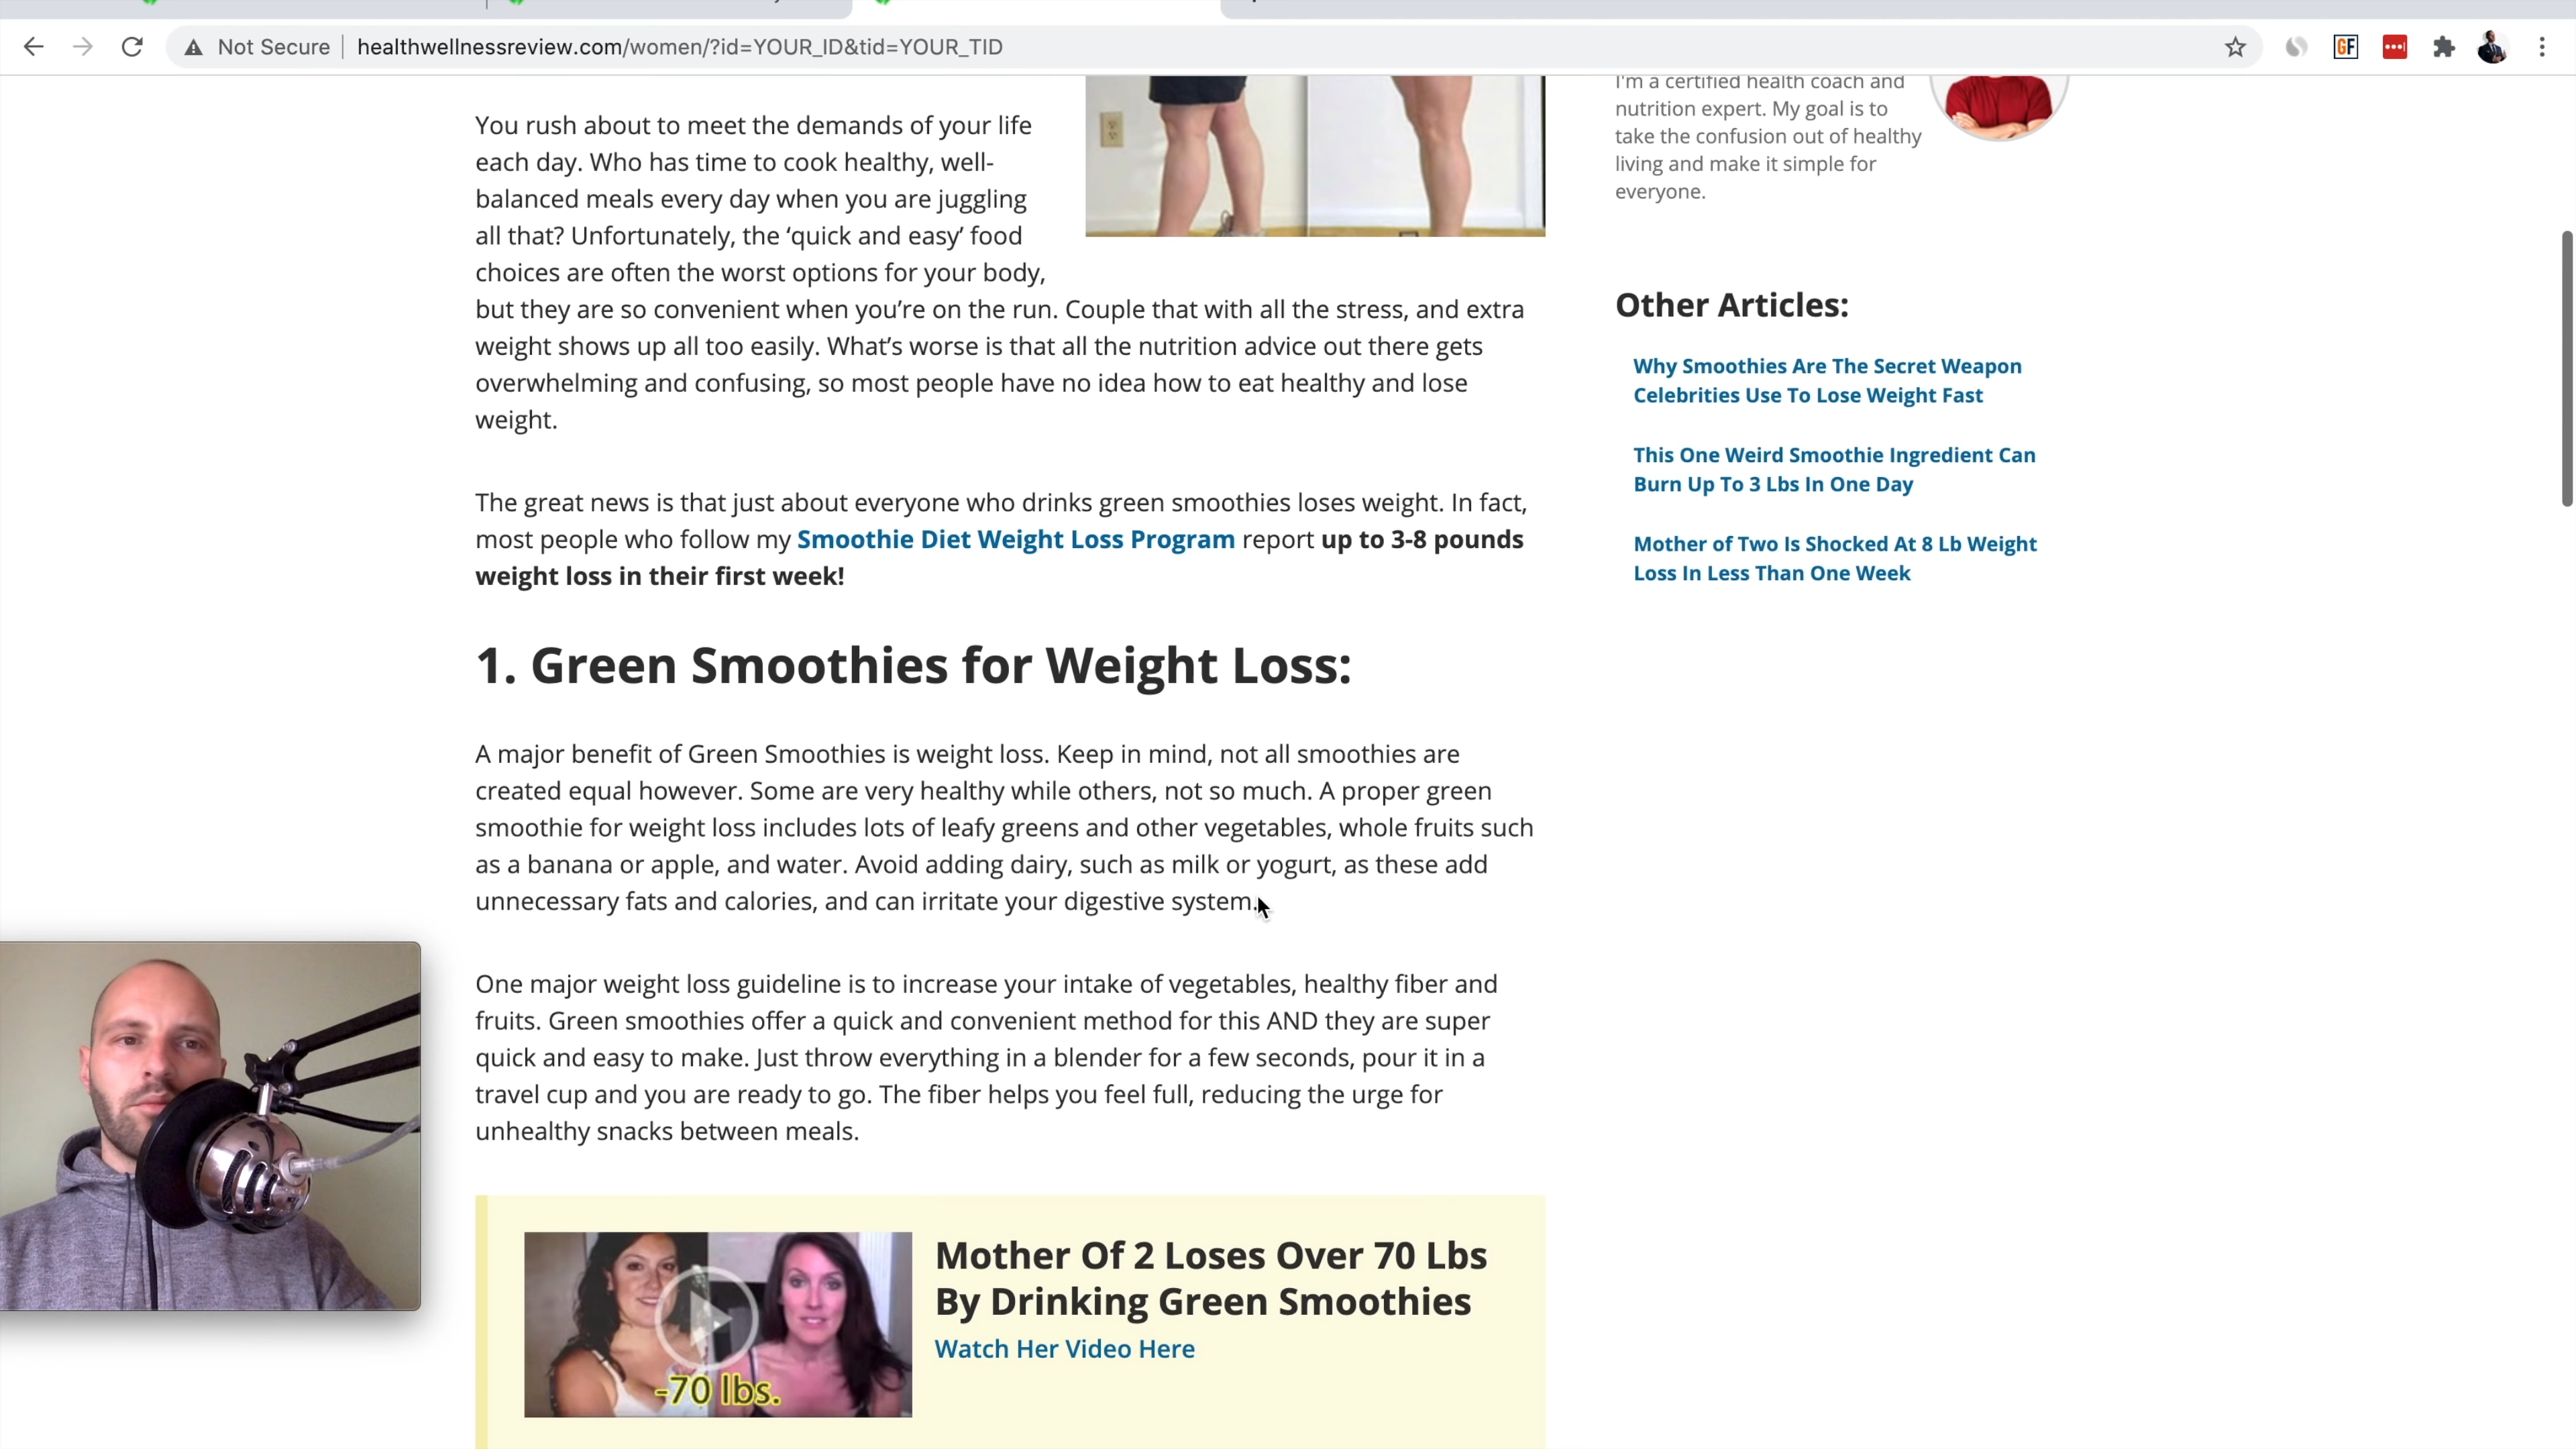 Not Secure
healthwellnessreview.com/women/?id=YOUR_ID&tid=YOUR_TID
GF
You rush about to meet the demands of your life
each day. Who has time to cook healthy, well-
balanced meals every day when you are juggling
all that? Unfortunately, the ‘quick and easy’ food
choices are often the worst options for your body,
but they are so convenient when you’re on the run. Couple that with all the stress, and extra
weight shows up all too easily. What’s worse is that all the nutrition advice out there gets
overwhelming and confusing, so most people have no idea how to eat healthy and lose
weight.
The great news is that just about everyone who drinks green smoothies loses weight. In fact,
most people who follow my Smoothie Diet Weight Loss Program report up to 3-8 pounds
weight loss in their first week!
1. Green Smoothies for Weight Loss:
A major benefit of Green Smoothies is weight loss. Keep in mind, not all smoothies are
created equal however. Some are very healthy while others, not so much. A proper green
smoothie for weight loss includes lots of leafy greens and other vegetables, whole fruits such
as a banana or apple, and water. Avoid adding dairy, such as milk or yogurt, as these add
unnecessary fats and calories, and can irritate your digestive system.
One major weight loss guideline is to increase your intake of vegetables, healthy fiber and
fruits. Green smoothies offer a quick and convenient method for this AND they are super
quick and easy to make. Just throw everything in a blender for a few seconds, pour it in a
travel cup and you are ready to go. The fiber helps you feel full, reducing the urge for
unhealthy snacks between meals.
-70 lbs.
Mother Of 2 Loses Over 70 Lbs
By Drinking Green Smoothies
Watch Her Video Here
I'm a certified health coach and
nutrition expert. My goal is to
take the confusion out of healthy
living and make it simple for
everyone.
Other Articles:
Why Smoothies Are The Secret Weapon
Celebrities Use To Lose Weight Fast
This One Weird Smoothie Ingredient Can
Burn Up To 3 Lbs In One Day
Mother of Two Is Shocked At 8 Lb Weight
Loss In Less Than One Week